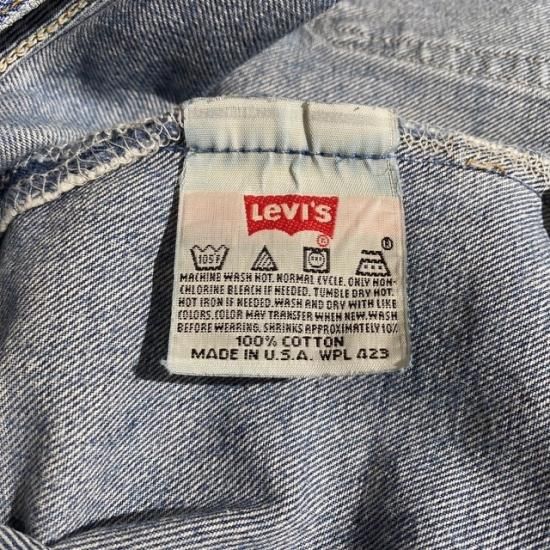 Levi's
®
®
105F
MACHINE WASH HOT. NORMAL CYCLE. ONLY NON-
CHLORINE BLEACH IF NEEDED. TUMBLE DRY HOT.
HOT IRON IF NEEDED. WASH AND DRY WITH LIKE
COLORS. COLOR MAY TRANSFER WHEN NEW. WASH
BEFORE WEARING. SHRINKS APPROXIMATELY 10%
100% COTTON
MADE IN U.S.A. WPL 423